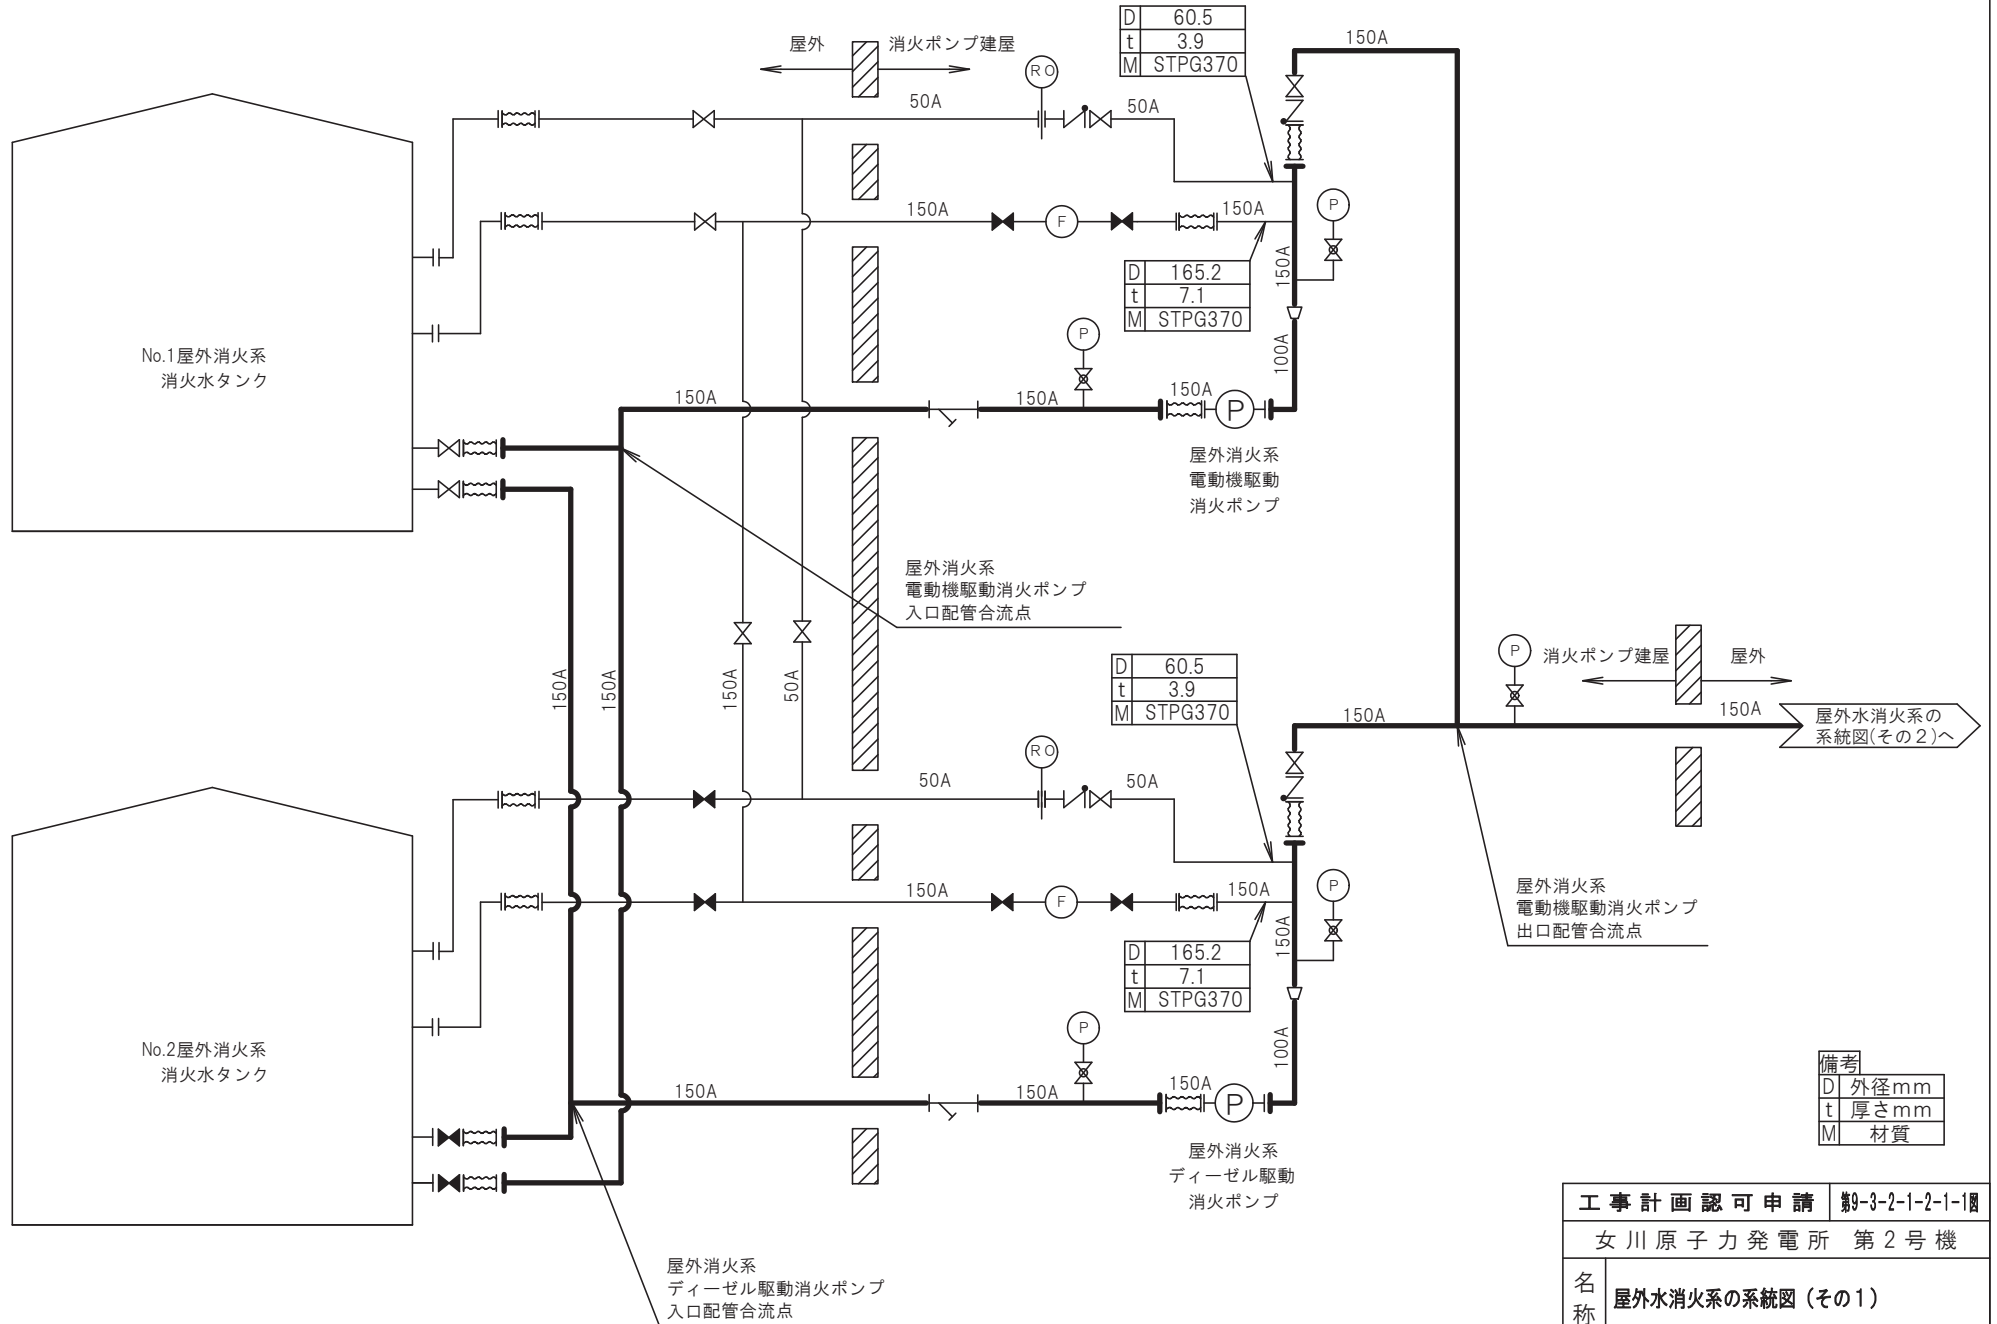 D 60.5
t 3.9
M STPG370
150A
屋外
消火ポンプ建屋
RO
50A
50A
150A
F
150A
P
150A
D 165.2
t 7.1
M STPG370
P
100A
No.1屋外消火系
消火水タンク
150A
150A
150A
P
屋外消火系
電動機駆動
消火ポンプ
屋外消火系
電動機駆動消火ポンプ
入口配管合流点
150A
150A
150A
50A
D 60.5
t 3.9
M STPG370
P
消火ポンプ建屋
屋外
150A
150A
屋外水消火系の
系統図(その2)へ
RO
50A
50A
150A
F
150A
P
150A
屋外消火系
電動機駆動消火ポンプ
出口配管合流点
D 165.2
t 7.1
M STPG370
P
100A
No.2屋外消火系
消火水タンク
150A
150A
150A
P
屋外消火系
ディーゼル駆動
消火ポンプ
備考
D 外径mm
t 厚さmm
M 材質
屋外消火系
ディーゼル駆動消火ポンプ
入口配管合流点
工事計画認可申請 第9-3-2-1-2-1-1図
女川原子力発電所 第2号機
名称 屋外水消火系の系統図(その1)